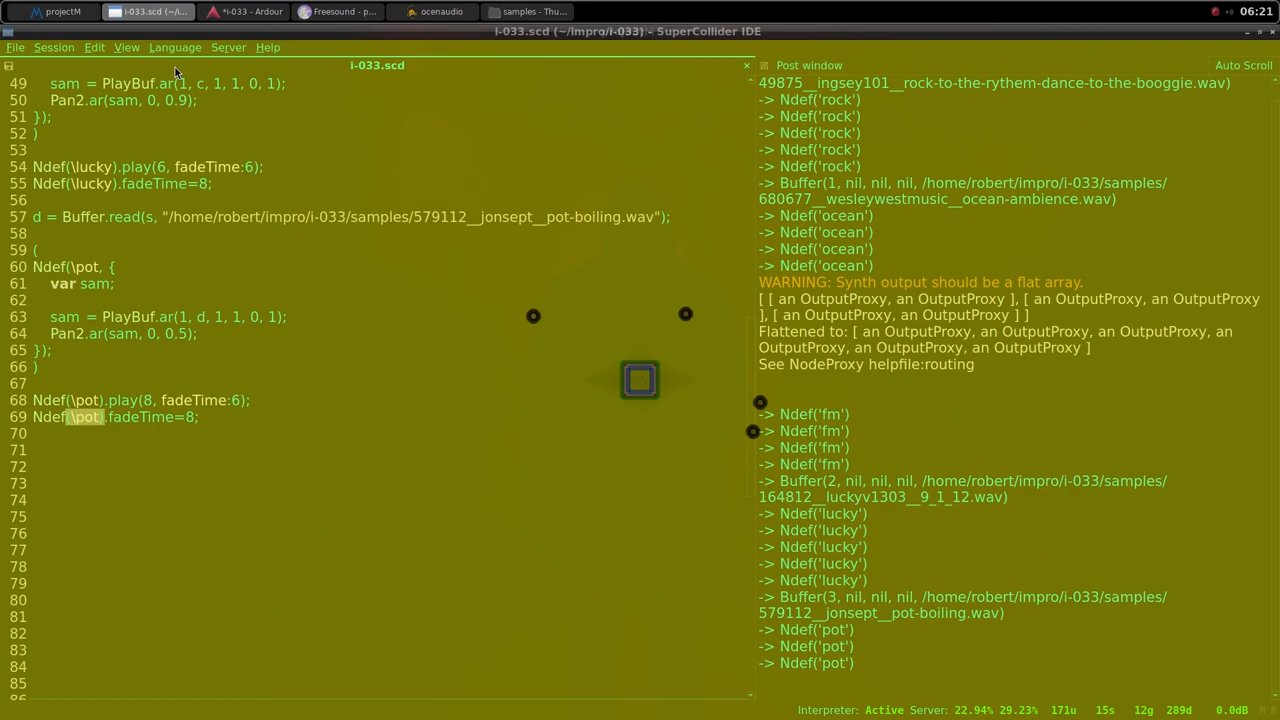 projectM
i-033.scd (~/i...
*i-033 - Ardour
Freesound - p...
ocenaudio
samples - Thu...
06:21
i-033.scd (~/impro/i-033) - SuperCollider IDE
File Session Edit View Language Server Help
i-033.scd
Post window
Auto Scroll
49 sam = PlayBuf.ar(1, c, 1, 1, 0, 1);
50 Pan2.ar(sam, 0, 0.9);
51 });
52 )
53
54 Ndef(\lucky).play(6, fadeTime:6);
55 Ndef(\lucky).fadeTime=8;
56
57 d = Buffer.read(s, "/home/robert/impro/i-033/samples/579112__jonsept__pot-boiling.wav");
58
59 (
60 Ndef(\pot, {
61 var sam;
62
63 sam = PlayBuf.ar(1, d, 1, 1, 0, 1);
64 Pan2.ar(sam, 0, 0.5);
65 });
66 )
67
68 Ndef(\pot).play(8, fadeTime:6);
69 Ndef(\pot).fadeTime=8;
70
71
72
73
74
75
76
77
78
79
80
81
82
83
84
85
86
49875__ingsey101__rock-to-the-rythem-dance-to-the-booggie.wav)
-> Ndef('rock')
-> Ndef('rock')
-> Ndef('rock')
-> Ndef('rock')
-> Ndef('rock')
-> Buffer(1, nil, nil, nil, /home/robert/impro/i-033/samples/
680677__wesleywestmusic__ocean-ambience.wav)
-> Ndef('ocean')
-> Ndef('ocean')
-> Ndef('ocean')
-> Ndef('ocean')
WARNING: Synth output should be a flat array.
[ [ an OutputProxy, an OutputProxy ], [ an OutputProxy, an OutputProxy
], [ an OutputProxy, an OutputProxy ] ]
Flattened to: [ an OutputProxy, an OutputProxy, an OutputProxy, an
OutputProxy, an OutputProxy, an OutputProxy ]
See NodeProxy helpfile:routing
-> Ndef('fm')
-> Ndef('fm')
-> Ndef('fm')
-> Ndef('fm')
-> Buffer(2, nil, nil, nil, /home/robert/impro/i-033/samples/
164812__luckyv1303__9_1_12.wav)
-> Ndef('lucky')
-> Ndef('lucky')
-> Ndef('lucky')
-> Ndef('lucky')
-> Ndef('lucky')
-> Buffer(3, nil, nil, nil, /home/robert/impro/i-033/samples/
579112__jonsept__pot-boiling.wav)
-> Ndef('pot')
-> Ndef('pot')
-> Ndef('pot')
Interpreter: Active Server: 22.94% 29.23% 171u 15s 12g 289d 0.0dB